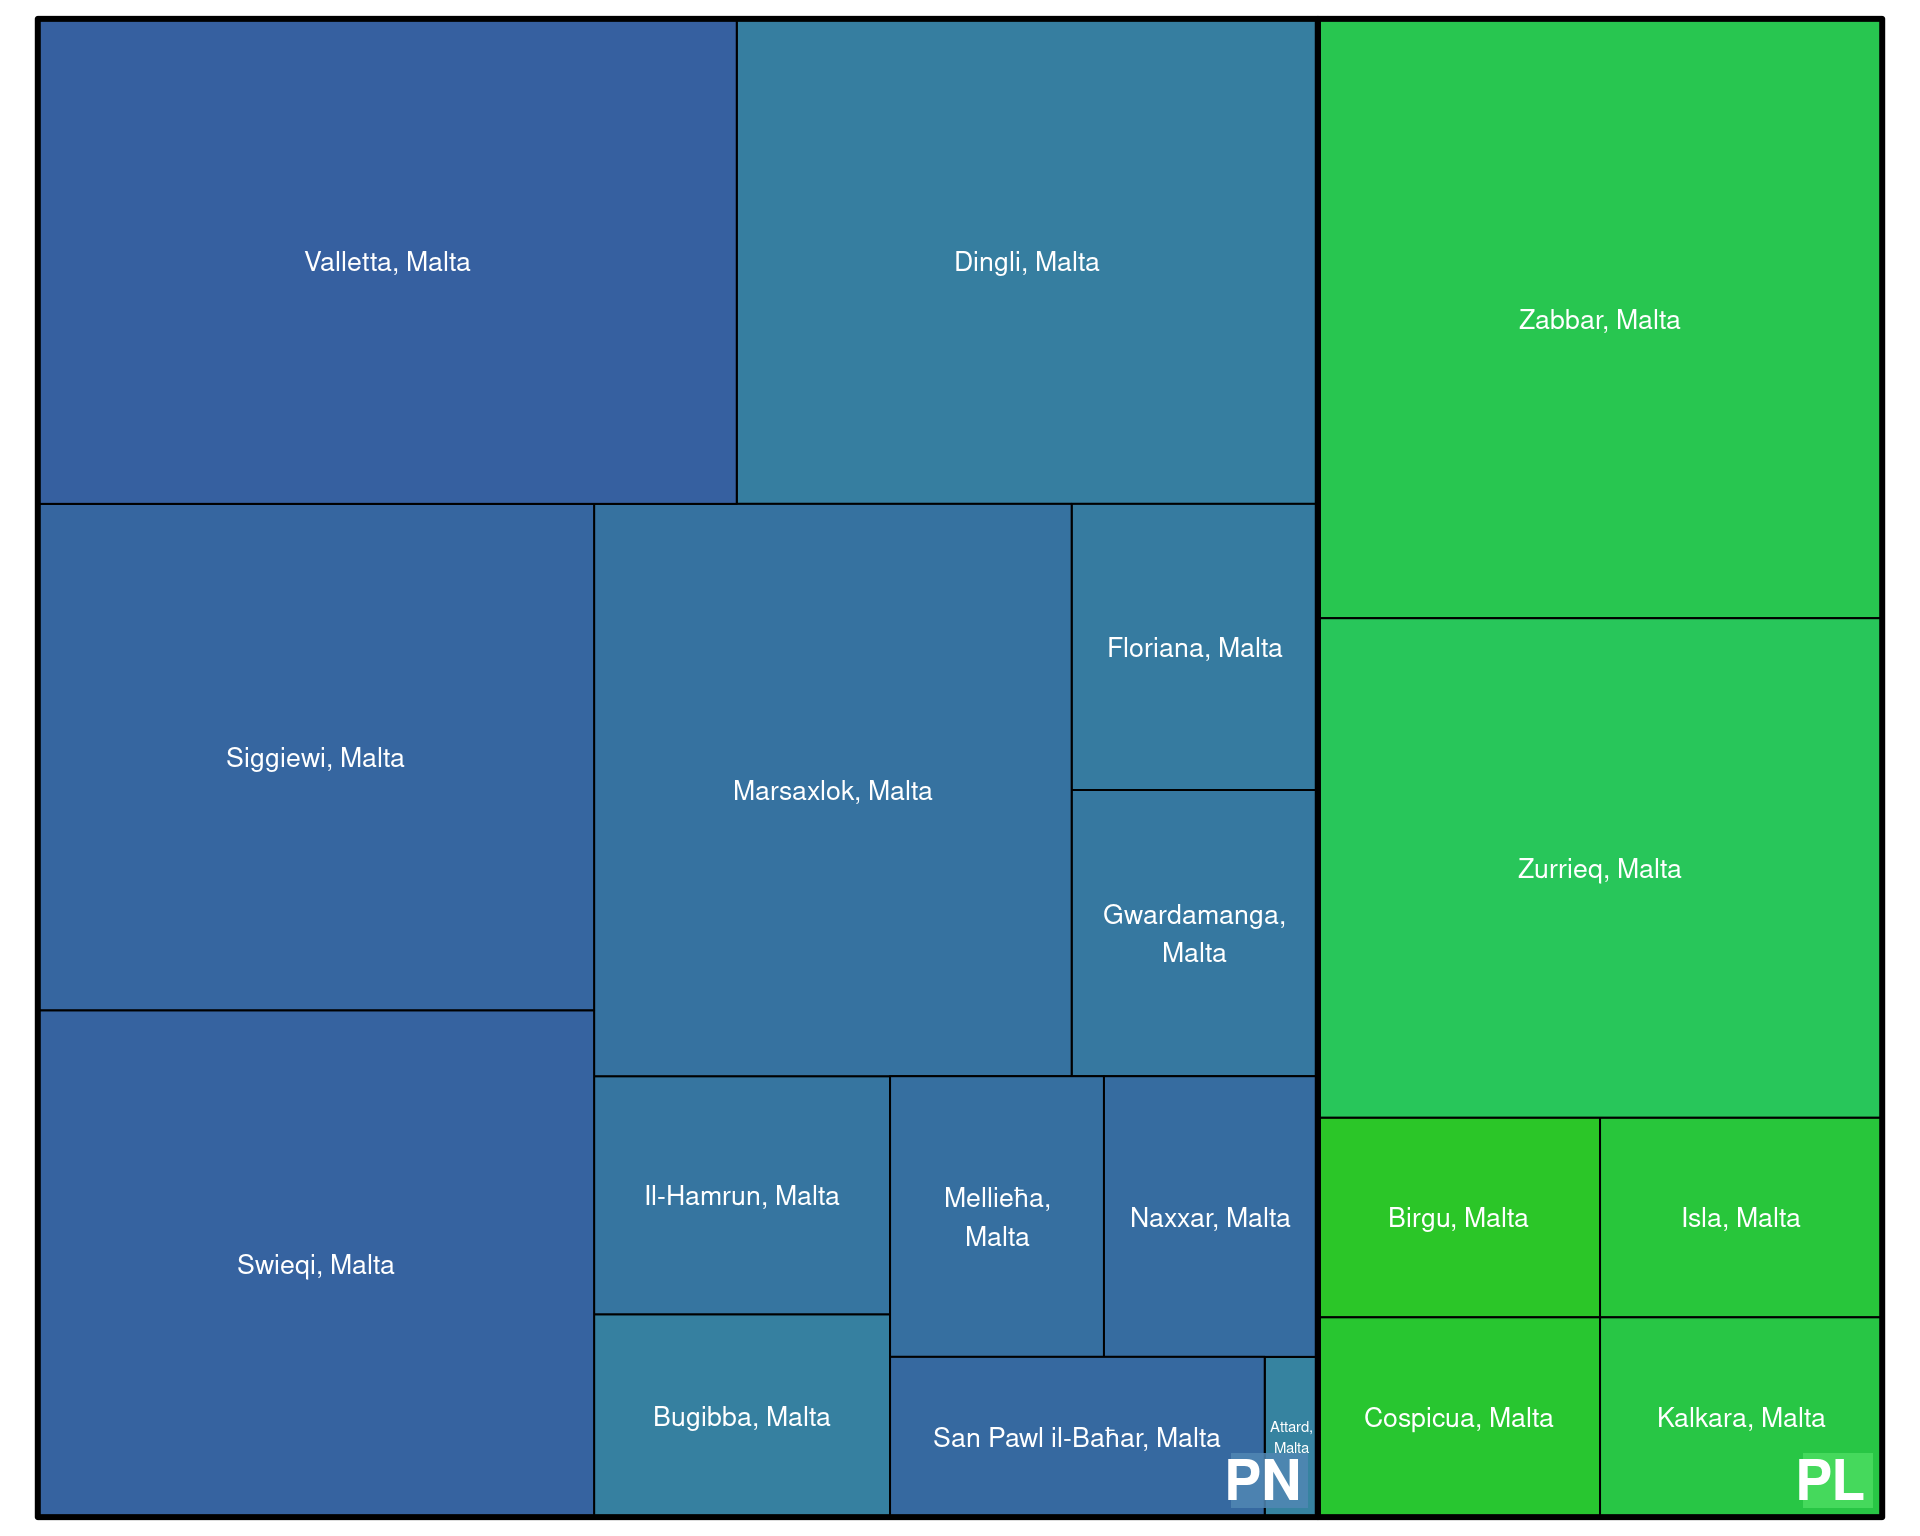 Valletta, Malta
Dingli, Malta
Zabbar, Malta
Siggiewi, Malta
Marsaxlok, Malta
Floriana, Malta
Gwardamanga,
Malta
Zurrieq, Malta
Swieqi, Malta
Il-Hamrun, Malta
Mellieħa,
Malta
Naxxar, Malta
Bugibba, Malta
San Pawl il-Baħar, Malta
Attard,
Malta
PN
Birgu, Malta
Isla, Malta
Cospicua, Malta
Kalkara, Malta
PL